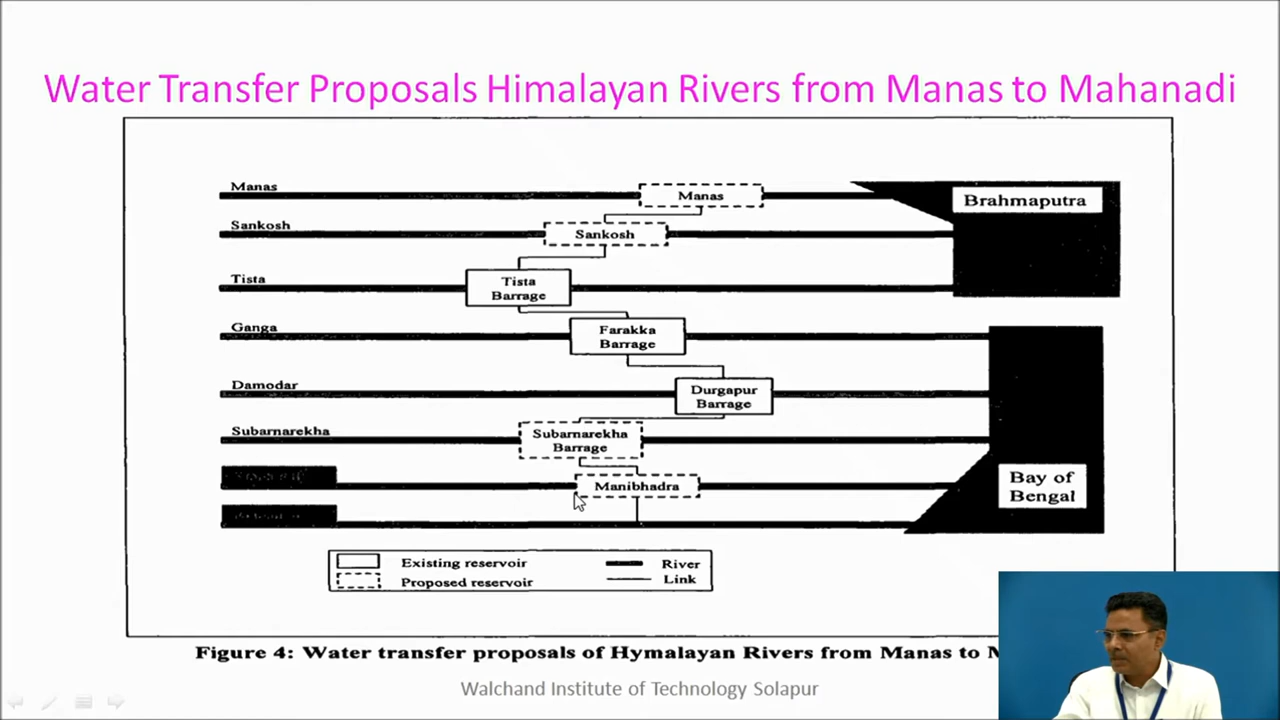 Water Transfer Proposals Himalayan Rivers from Manas to Mahanadi
Manas
Manas
Brahmaputra
Sankosh
Sankosh
Tista
Tista
Barrage
Ganga
Farakka
Barrage
Damodar
Durgapur
Barrage
Subarnarekha
Subarnarekha
Barrage
Manibhadra
Bay of
Bengal
Existing reservoir
River
Proposed reservoir
Link
Figure 4: Water transfer proposals of Hymalayan Rivers from Manas to
Walchand Institute of Technology Solapur